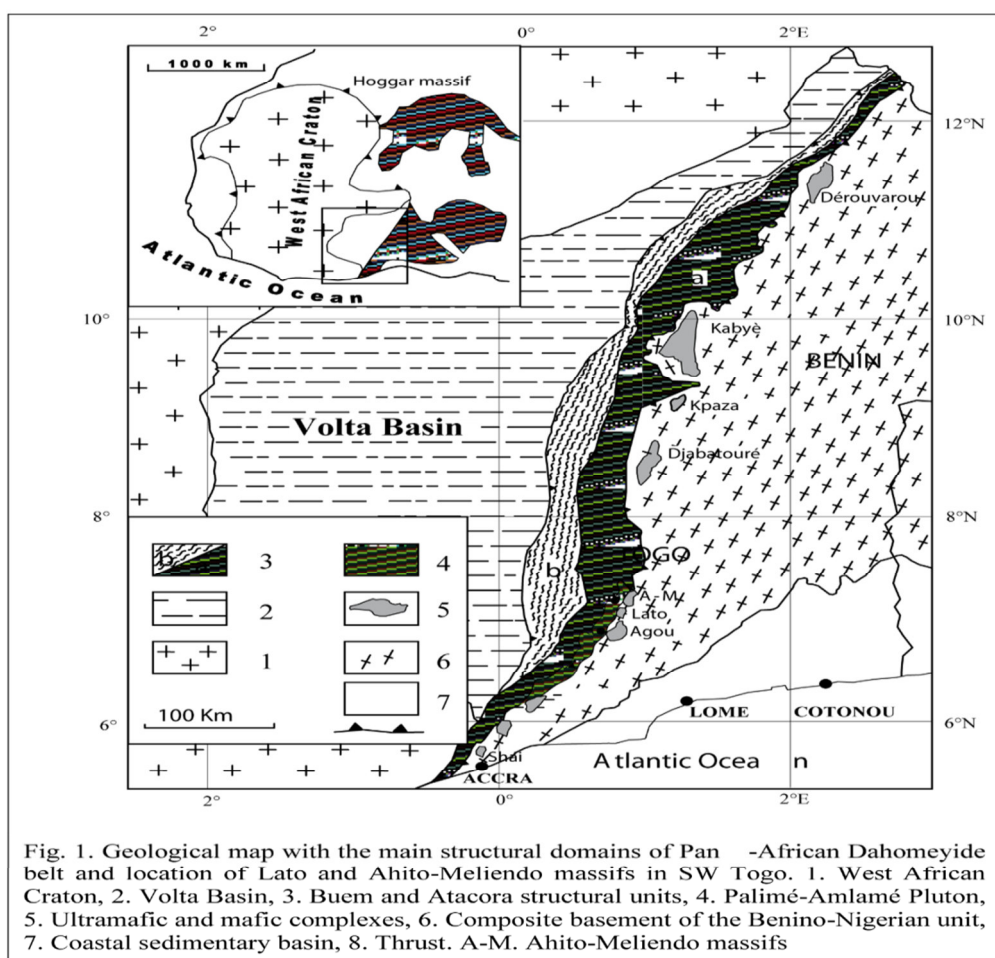 2°
0°
2°E
1000 km
Hoggar massif
West African Craton
Atlantic Ocean
12°N
Dérouvarou
a
10°
10°N
Kabyè
BENIN
Kpaza
Volta Basin
Djabatouré
8°
8°N
b
3
4
OGO
b
A-M
2
5
Lato
Agou
1
6
7
100 Km
6°
6°N
LOME
COTONOU
Shai
Atlantic Ocea n
ACCRA
2°
0°
2°E
Fig. 1. Geological map with the main structural domains of Pan -African Dahomeyide
belt and location of Lato and Ahito-Meliendo massifs in SW Togo. 1. West African
Craton, 2. Volta Basin, 3. Buem and Atacora structural units, 4. Palimé-Amlamé Pluton,
5. Ultramafic and mafic complexes, 6. Composite basement of the Benino-Nigerian unit,
7. Coastal sedimentary basin, 8. Thrust. A-M. Ahito-Meliendo massifs